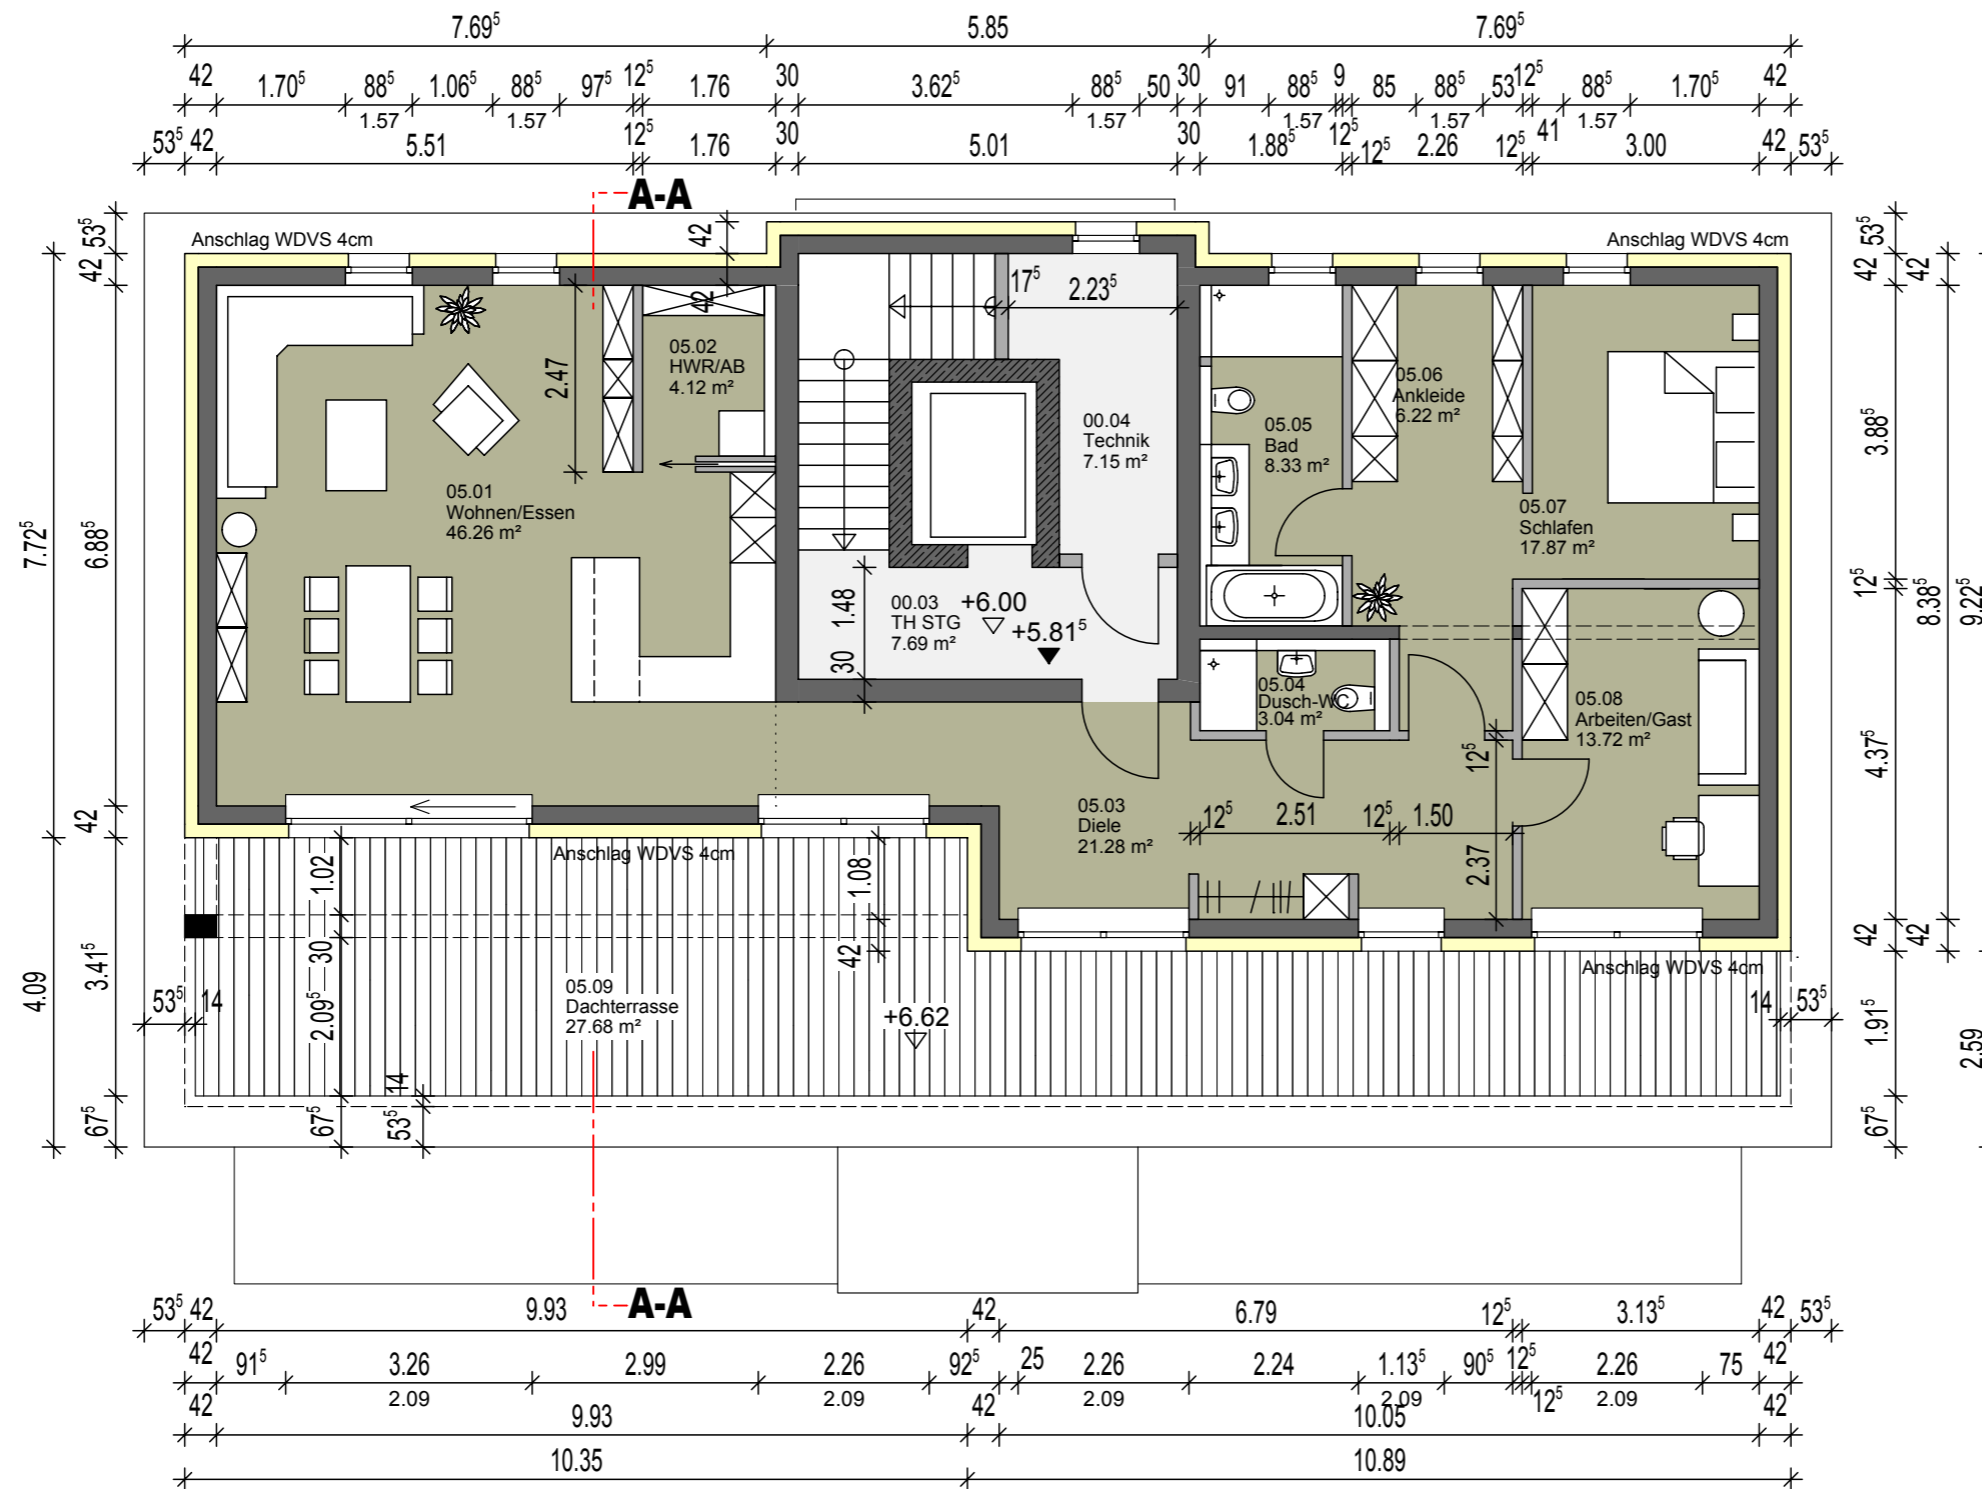 7.69⁵ 5.85 7.69⁵
42 1.70⁵ 88⁵ 1.06⁵ 88⁵ 97⁵ 12⁵ 1.76 30 3.62⁵ 88⁵ 50 30 91 88⁵ 9 85 88⁵ 53 12⁵ 88⁵ 1.70⁵ 42
1.57 1.57 1.57 1.57 1.57 1.57
53⁵ 42 5.51 12⁵ 1.76 30 5.01 30 1.88⁵ 12⁵ 12⁵ 2.26 12⁵ 41 3.00 42 53⁵
A-A
Anschlag WDVS 4cm
Anschlag WDVS 4cm
53⁵ 42 42 53⁵ 42 42
42 17⁵ 2.23⁵
2.47
05.02
HWR/AB
4.12 m²
05.06
Ankleide
6.22 m²
00.04
Technik
7.15 m²
05.05
Bad
8.33 m²
3.88⁵
05.01
Wohnen/Essen
46.26 m²
05.07
Schlafen
17.87 m²
7.72⁵ 6.88⁵
12⁵ 8.38⁵ 9.22⁵
1.48 30
00.03
TH STG
7.69 m²
+6.00
+5.81⁵
05.04
Dusch-WC
3.04 m²
05.08
Arbeiten/Gast
13.72 m²
4.37⁵
12⁵
05.03
Diele
21.28 m²
12⁵ 2.51 12⁵ 1.50
2.37
42
Anschlag WDVS 4cm
1.02 1.08
30 42
42 42
Anschlag WDVS 4cm
4.09 3.41⁵
53⁵ 14
2.09⁵
05.09
Dachterrasse
27.68 m²
+6.62
14 53⁵
1.91⁵ 2.59
14
67⁵ 67⁵ 53⁵ 67⁵
A-A
53⁵ 42 9.93 42 6.79 12⁵ 3.13⁵ 42 53⁵
42 91⁵ 3.26 2.99 2.26 92⁵ 25 2.26 2.24 1.13⁵ 90⁵ 12⁵ 2.26 75 42
2.09 2.09 2.09 2.09 12⁵ 2.09
42 9.93 42 10.05 42
10.35 10.89